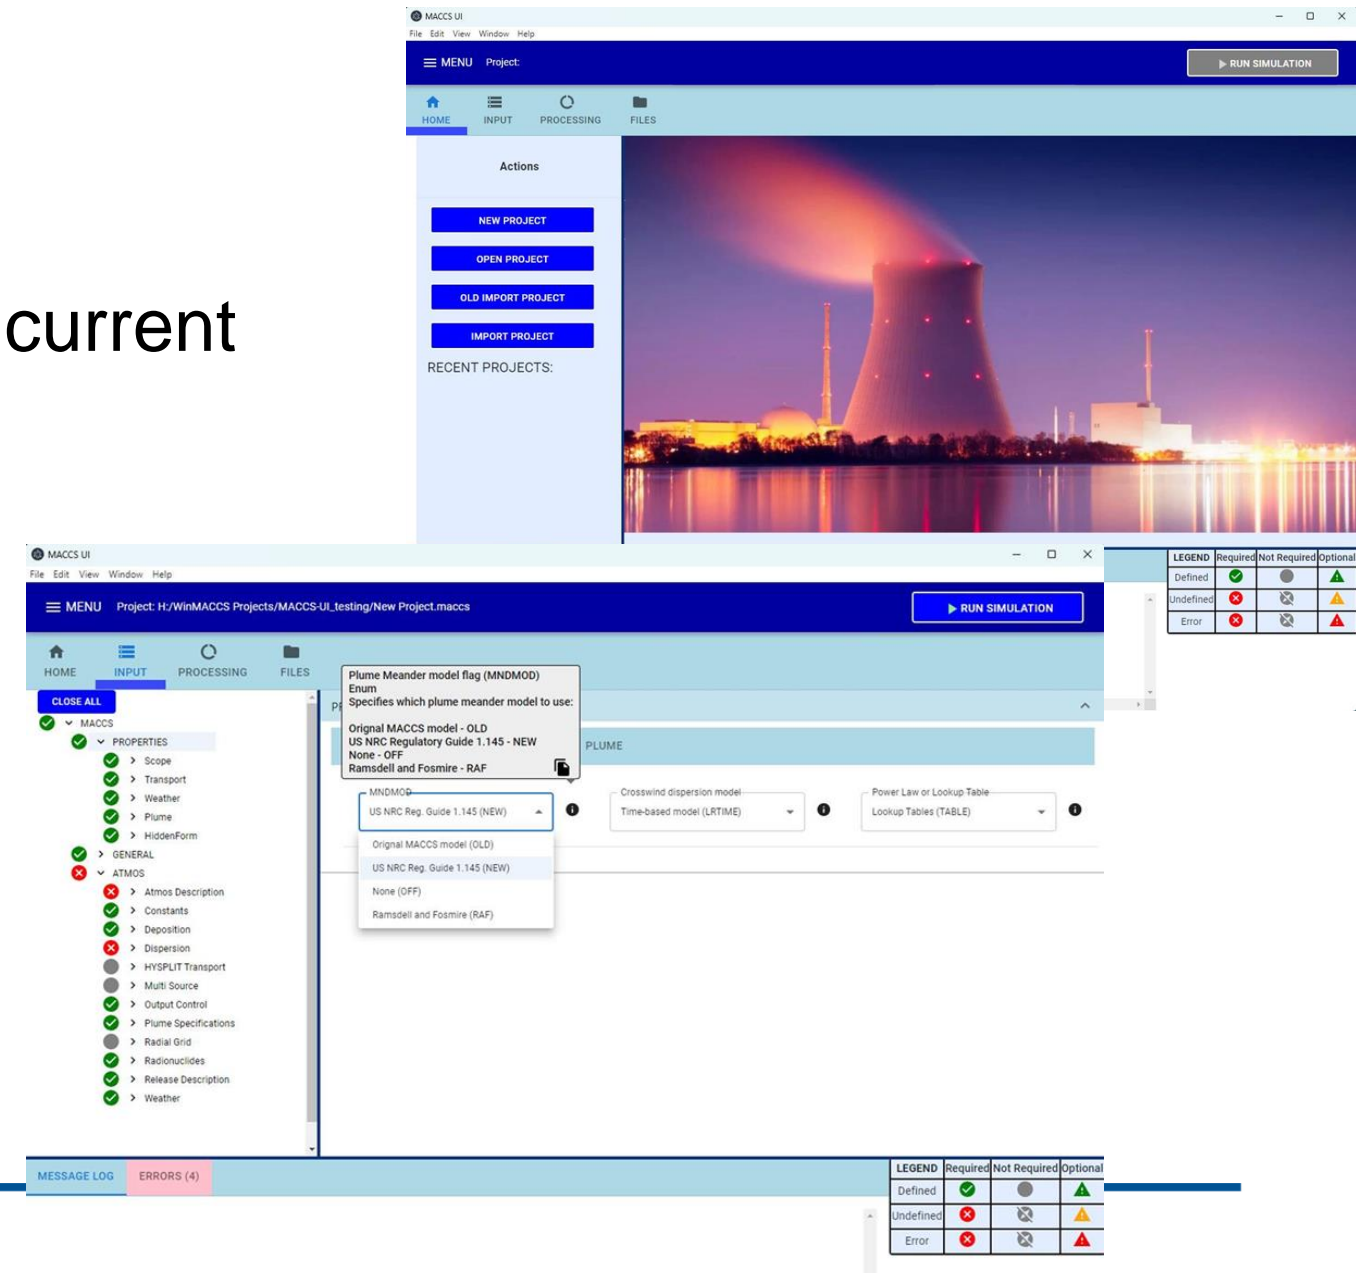 MACCS UI
File Edit View Window Help
MENU Project:
RUN SIMULATION
HOME INPUT PROCESSING FILES
Actions
NEW PROJECT
OPEN PROJECT
OLD IMPORT PROJECT
IMPORT PROJECT
RECENT PROJECTS:
current
LEGEND Required Not Required Optional
Defined
Undefined
Error
MACCS UI
File Edit View Window Help
MENU Project: H:/WinMACCS Projects/MACCS-UI_testing/New Project.maccs
RUN SIMULATION
HOME INPUT PROCESSING FILES
CLOSE ALL
MACCS
PROPERTIES
Scope
Transport
Weather
Plume
HiddenForm
GENERAL
ATMOS
Atmos Description
Constants
Deposition
Dispersion
HYSPLIT Transport
Multi Source
Output Control
Plume Specifications
Radial Grid
Radionuclides
Release Description
Weather
Plume Meander model flag (MNDMOD)
Enum
Specifies which plume meander model to use:
Orignal MACCS model - OLD
US NRC Regulatory Guide 1.145 - NEW
None - OFF
Ramsdell and Fosmire - RAF
PLUME
MNDMOD
US NRC Reg. Guide 1.145 (NEW)
Orignal MACCS model (OLD)
US NRC Reg. Guide 1.145 (NEW)
None (OFF)
Ramsdell and Fosmire (RAF)
Crosswind dispersion model
Time-based model (LRTIME)
Power Law or Lookup Table
Lookup Tables (TABLE)
MESSAGE LOG ERRORS (4)
LEGEND Required Not Required Optional
Defined
Undefined
Error